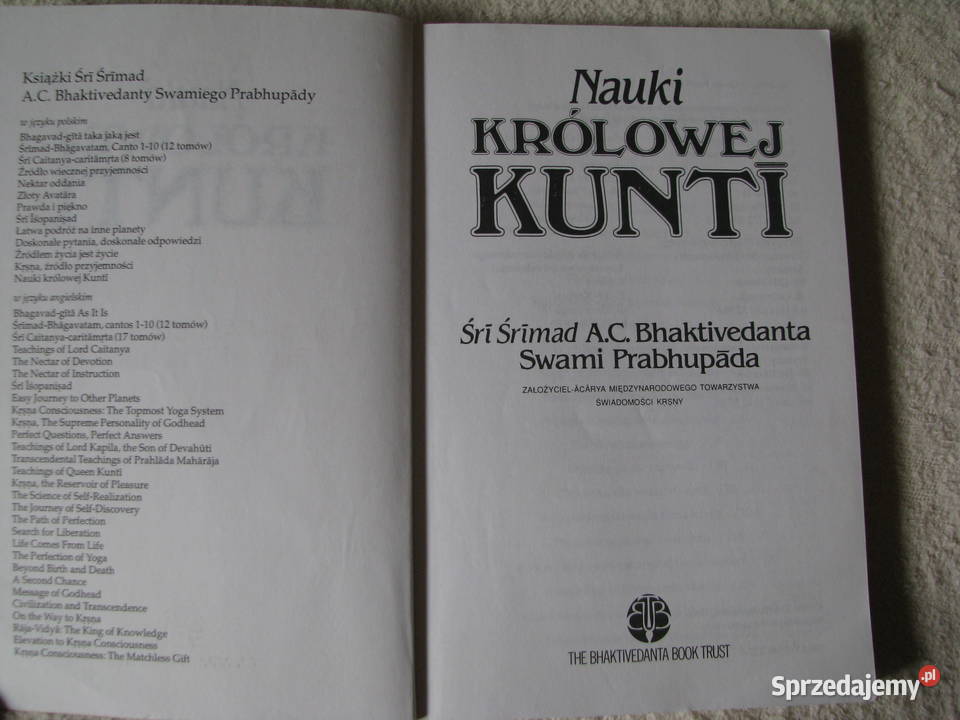 Książki Śrī Śrīmad
A.C. Bhaktivedanty Swamiego Prabhupādy
w języku polskim
Bhagavad-gītā taka jaką jest
Śrīmad-Bhāgavatam, Canto 1-10 (12 tomów)
Śrī Caitanya-caritāmṛta (8 tomów)
Źródło wiecznej przyjemności
Nektar oddania
Złoty Avatāra
Prawda i piękno
Śrī Īśopaniṣad
Łatwa podróż na inne planety
Doskonałe pytania, doskonałe odpowiedzi
Źródłem życia jest życie
Kṛṣṇa, źródło przyjemności
Nauki królowej Kuntī
w języku angielskim
Bhagavad-gītā As It Is
Śrīmad-Bhāgavatam, cantos 1-10 (12 tomów)
Śrī Caitanya-caritāmṛta (17 tomów)
Teachings of Lord Caitanya
The Nectar of Devotion
The Nectar of Instruction
Śrī Īśopaniṣad
Easy Journey to Other Planets
Kṛṣṇa Consciousness: The Topmost Yoga System
Kṛṣṇa, The Supreme Personality of Godhead
Perfect Questions, Perfect Answers
Teachings of Lord Kapila, the Son of Devahūti
Transcendental Teachings of Prahlāda Mahārāja
Teachings of Queen Kuntī
Kṛṣṇa, the Reservoir of Pleasure
The Science of Self-Realization
The Journey of Self-Discovery
The Path of Perfection
Search for Liberation
Life Comes From Life
The Perfection of Yoga
Beyond Birth and Death
A Second Chance
Message of Godhead
Civilization and Transcendence
On the Way to Kṛṣṇa
Rāja-Vidyā: The King of Knowledge
Elevation to Kṛṣṇa Consciousness
Kṛṣṇa Consciousness: The Matchless Gift
Nauki
KRÓLOWEJ
KUNTĪ
Śrī Śrīmad A.C. Bhaktivedanta
Swami Prabhupāda
ZAŁOŻYCIEL-ĀCĀRYA MIĘDZYNARODOWEGO TOWARZYSTWA
ŚWIADOMOŚCI KṚṢṆY
BBT
THE BHAKTIVEDANTA BOOK TRUST
Sprzedajemy.pl